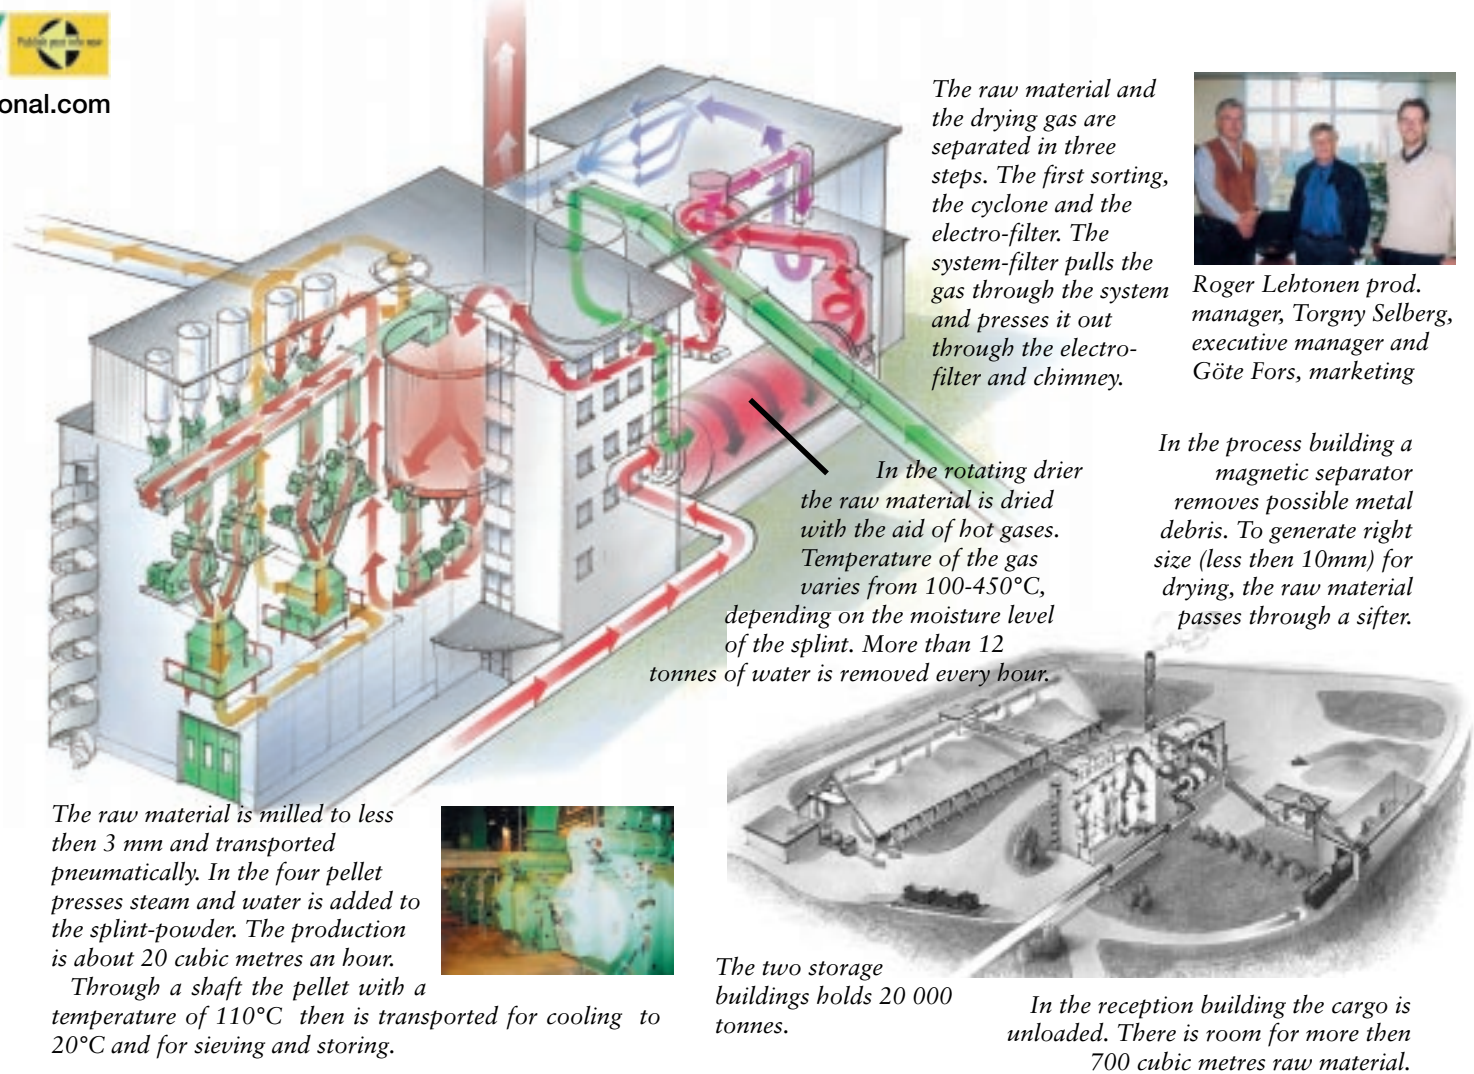 Publish your info now
onal.com
The raw material and
the drying gas are
separated in three
steps. The first sorting,
the cyclone and the
electro-filter. The
system-filter pulls the
gas through the system
and presses it out
through the electro-
filter and chimney.
Roger Lehtonen prod.
manager, Torgny Selberg,
executive manager and
Göte Fors, marketing
In the rotating drier
the raw material is dried
with the aid of hot gases.
Temperature of the gas
varies from 100-450°C,
depending on the moisture level
of the splint. More than 12
tonnes of water is removed every hour.
In the process building a
magnetic separator
removes possible metal
debris. To generate right
size (less then 10mm) for
drying, the raw material
passes through a sifter.
The raw material is milled to less
then 3 mm and transported
pneumatically. In the four pellet
presses steam and water is added to
the splint-powder. The production
is about 20 cubic metres an hour.
Through a shaft the pellet with a
temperature of 110°C then is transported for cooling to
20°C and for sieving and storing.
The two storage
buildings holds 20 000
tonnes.
In the reception building the cargo is
unloaded. There is room for more then
700 cubic metres raw material.